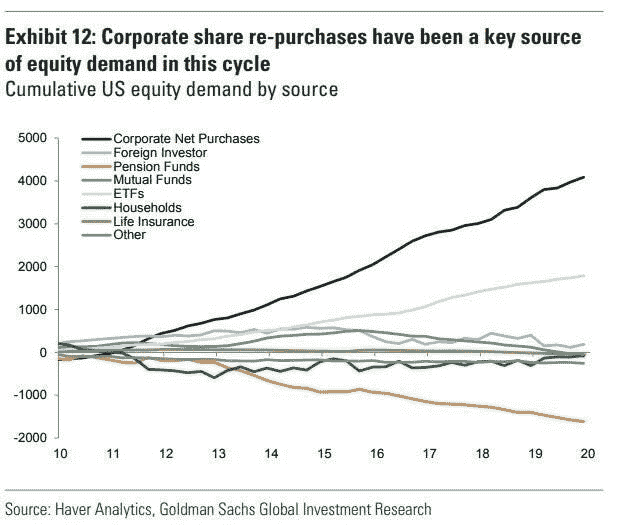 Exhibit 12: Corporate share re-purchases have been a key source
of equity demand in this cycle
Cumulative US equity demand by source
5000
4000
3000
2000
1000
0
-1000
-2000
Corporate Net Purchases
Foreign Investor
Pension Funds
Mutual Funds
ETFs
Households
Life Insurance
Other
10 11 12 13 14 15 16 17 18 19 20
Source: Haver Analytics, Goldman Sachs Global Investment Research